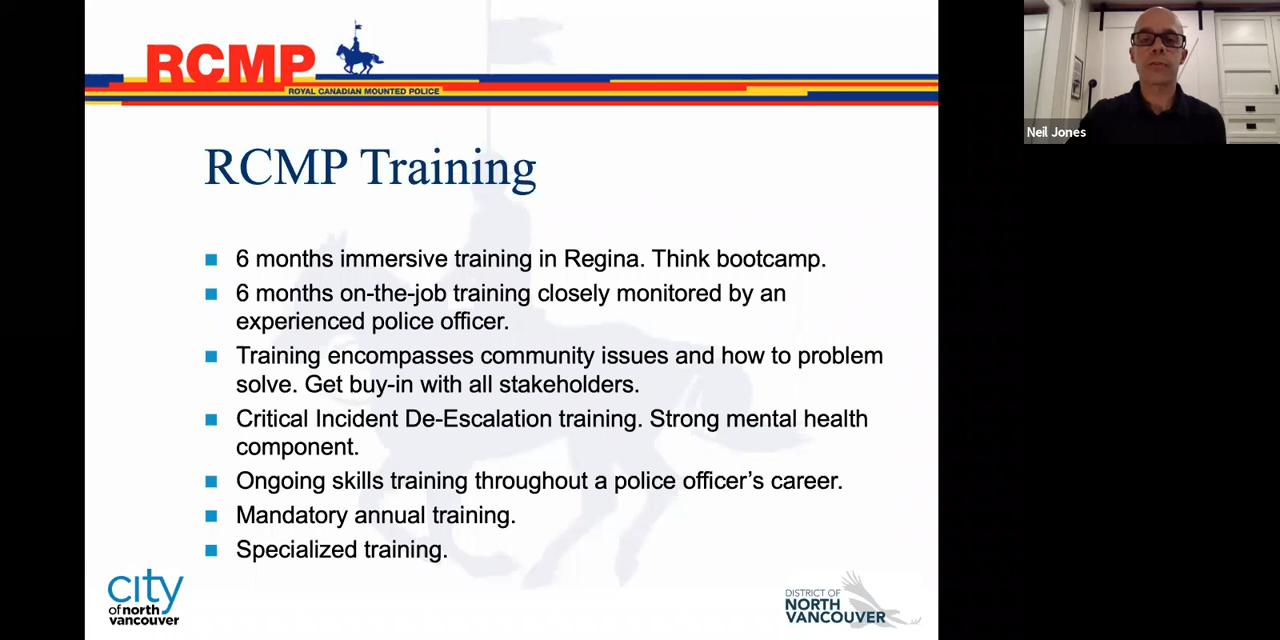 RCMP
ROYAL CANADIAN MOUNTED POLICE
Neil Jones
RCMP Training
6 months immersive training in Regina. Think bootcamp.
6 months on-the-job training closely monitored by an
experienced police officer.
Training encompasses community issues and how to problem
solve. Get buy-in with all stakeholders.
Critical Incident De-Escalation training. Strong mental health
component.
Ongoing skills training throughout a police officer’s career.
Mandatory annual training.
Specialized training.
city
of north
vancouver
DISTRICT OF
NORTH
VANCOUVER